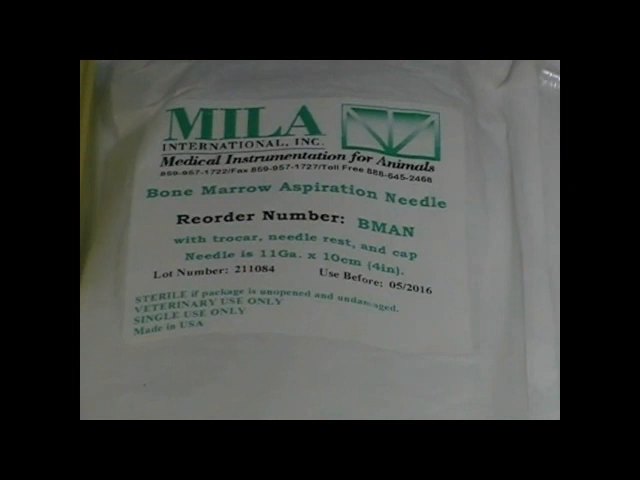 MILA
INTERNATIONAL, INC.
Medical Instrumentation for Animals
859-957-1722/Fax 859-957-1727/Toll Free 888-645-2468
Bone Marrow Aspiration Needle
Reorder Number: BMAN
with trocar, needle rest, and cap
Needle is 11Ga. x 10cm (4in).
Lot Number: 211084 Use Before: 05/2016
STERILE if package is unopened and undamaged.
VETERINARY USE ONLY
SINGLE USE ONLY
Made in USA